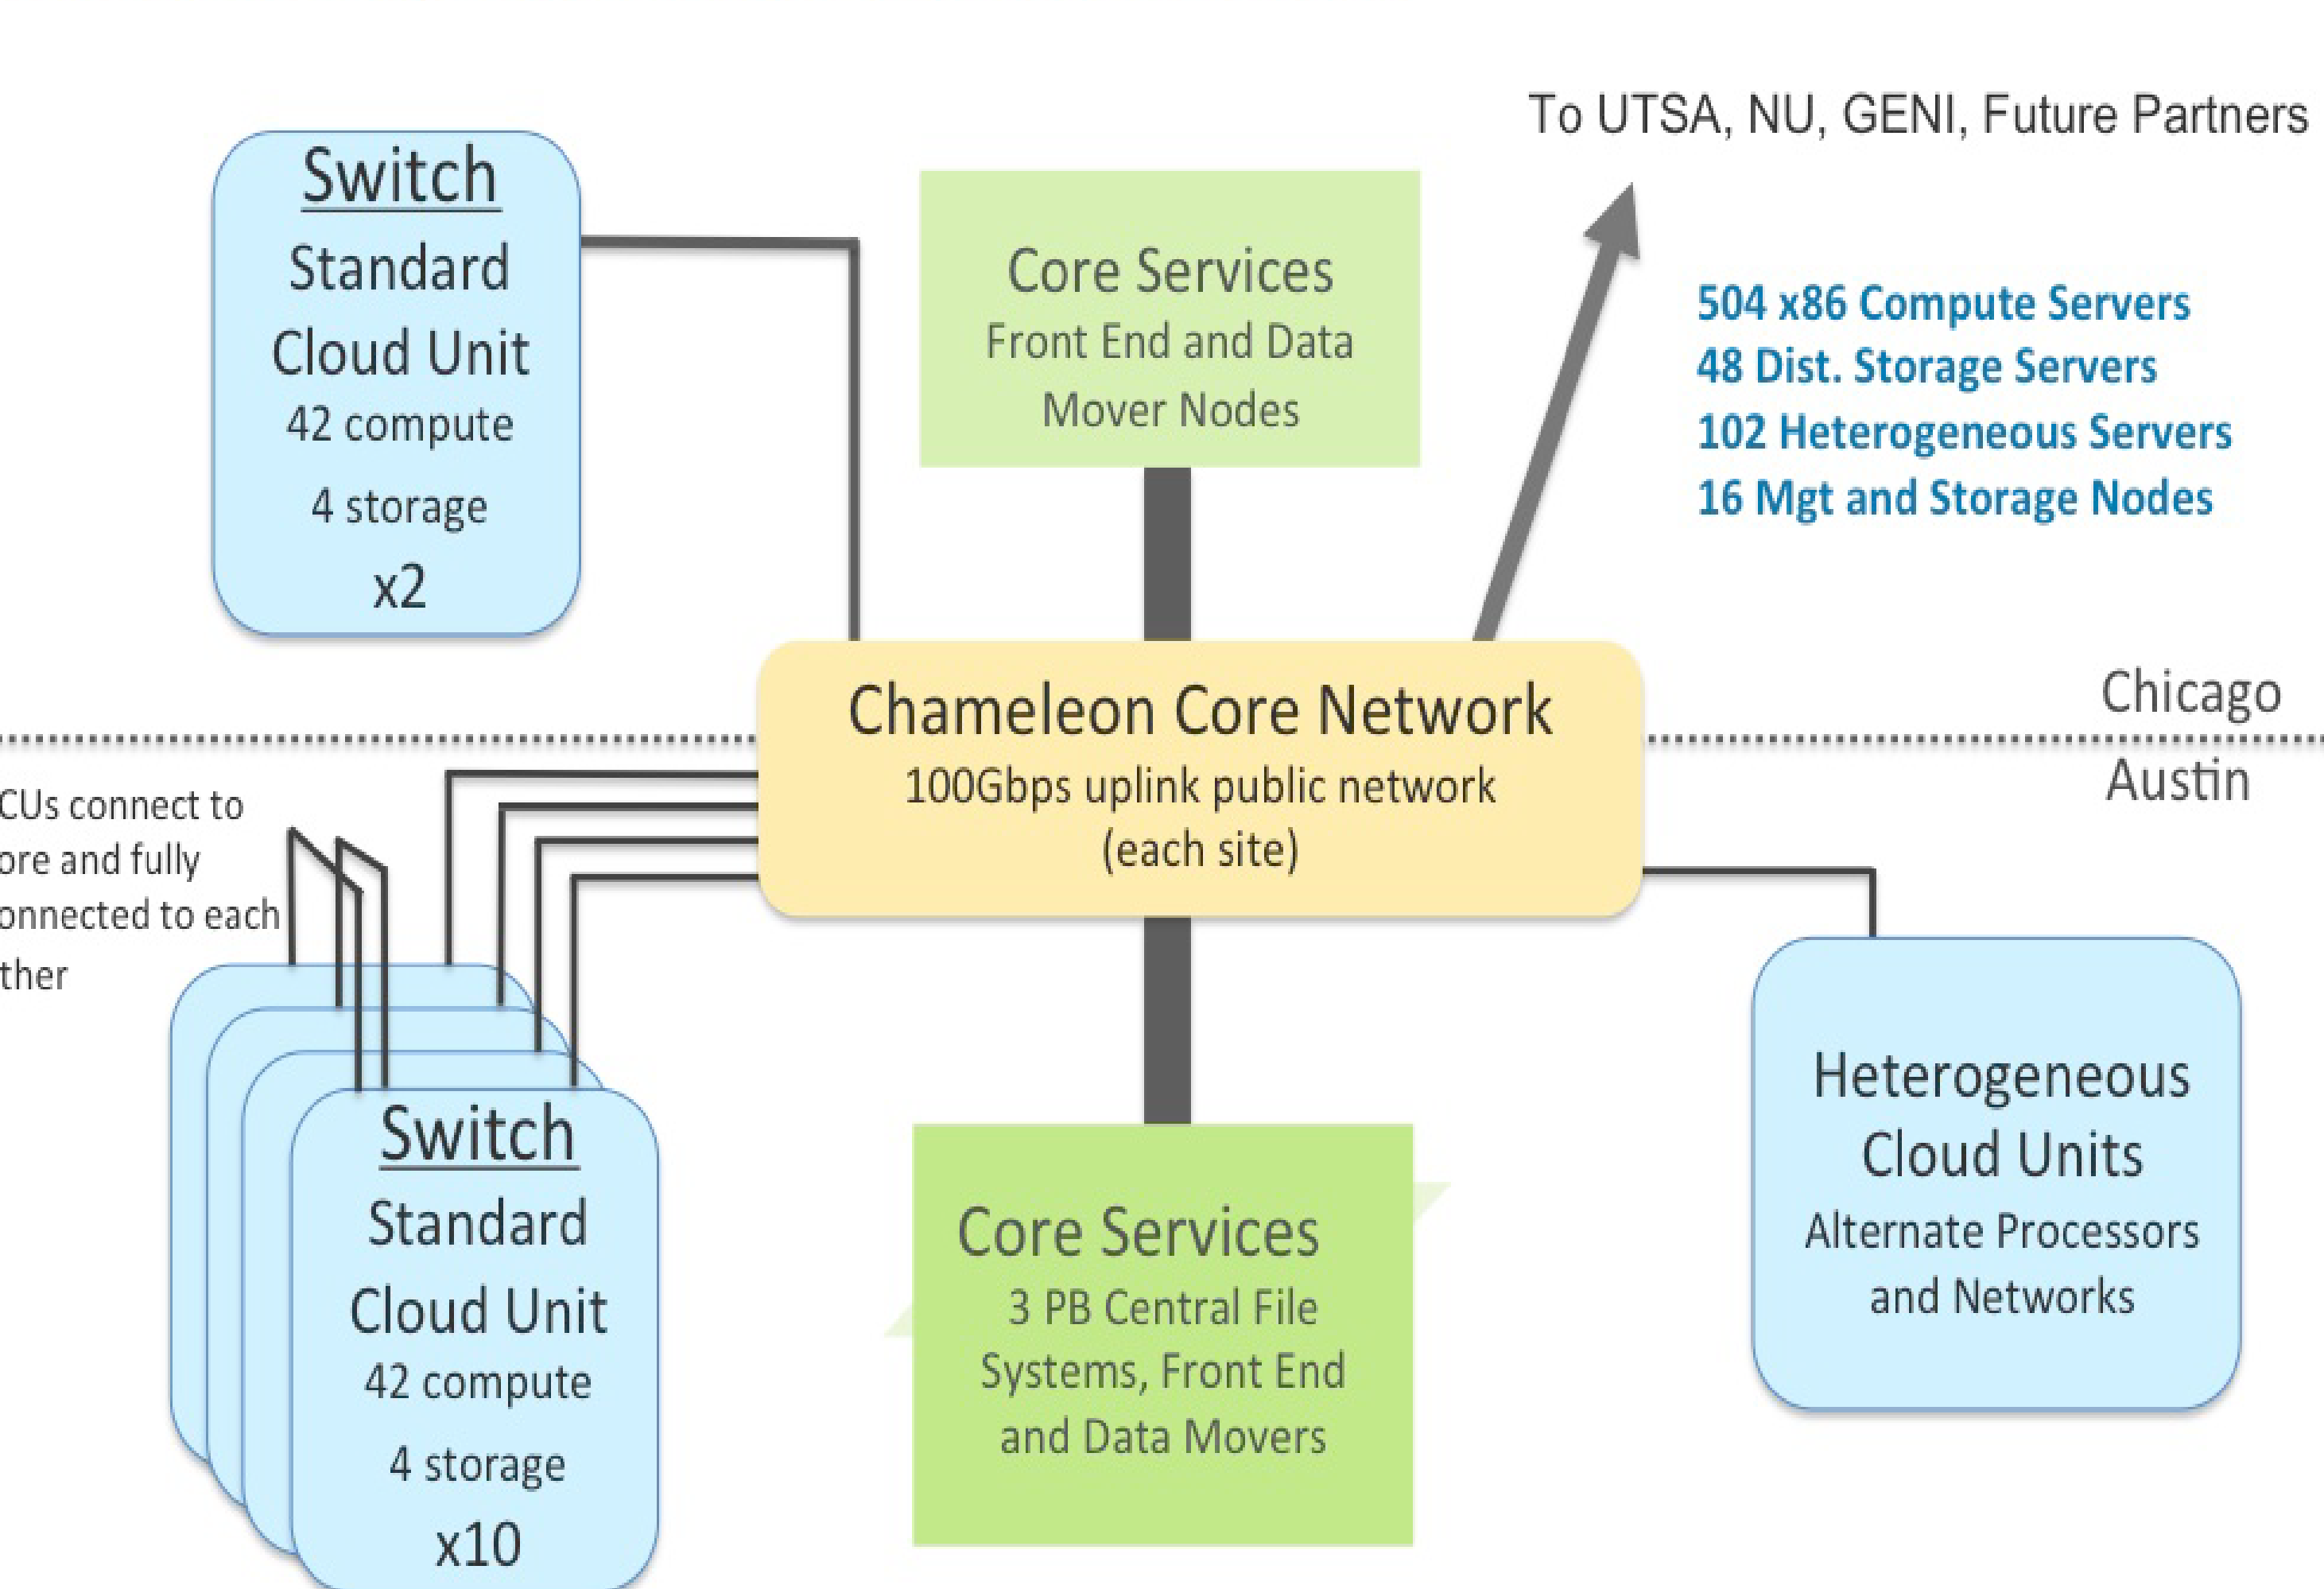 To UTSA, NU, GENI, Future Partners
Switch
Standard
Cloud Unit
42 compute
4 storage
x2
Core Services
Front End and Data
Mover Nodes
504 x86 Compute Servers
48 Dist. Storage Servers
102 Heterogeneous Servers
16 Mgt and Storage Nodes
Chicago
Austin
Chameleon Core Network
100Gbps uplink public network
(each site)
CUs connect to
ore and fully
onnected to each
ther
Switch
Standard
Cloud Unit
42 compute
4 storage
x10
Core Services
3 PB Central File
Systems, Front End
and Data Movers
Heterogeneous
Cloud Units
Alternate Processors
and Networks